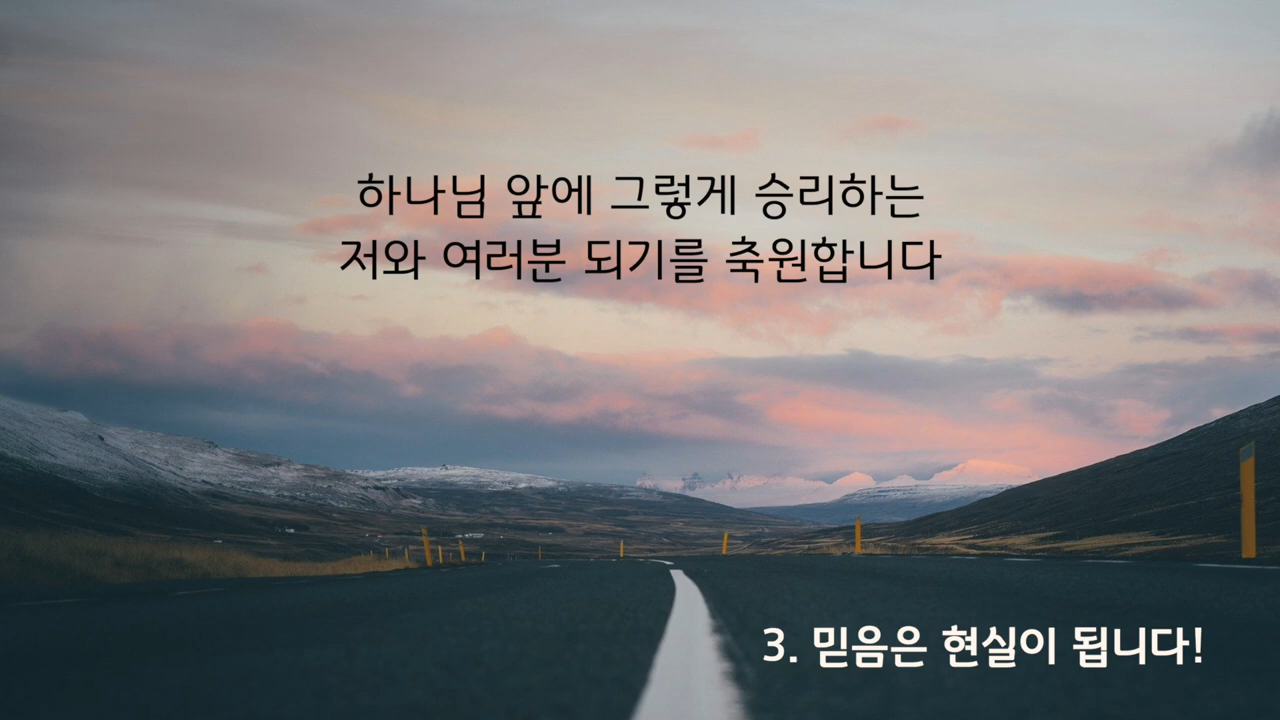 하나님 앞에 그렇게 승리하는
저와 여러분 되기를 축원합니다
3. 믿음은 현실이 됩니다!